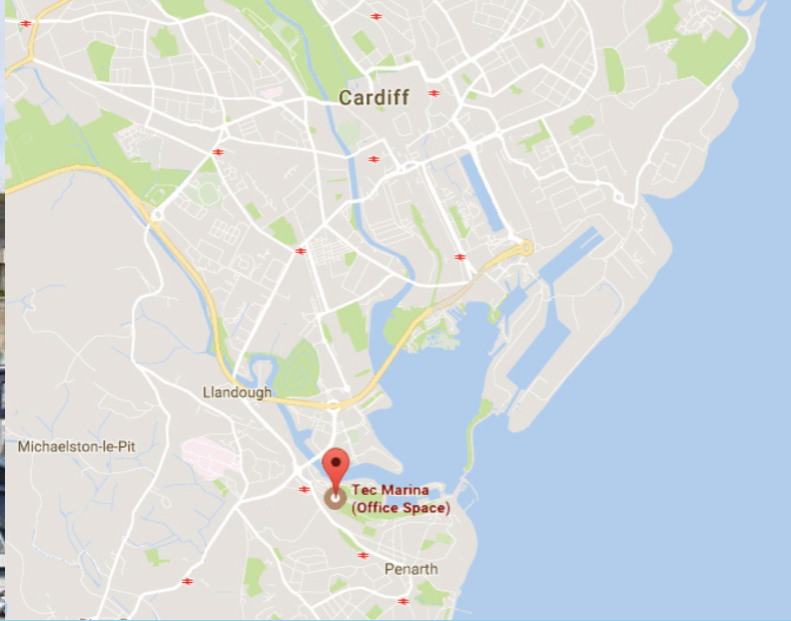 Cardiff
Llandough
Michaelston-le-Pit
Tec Marina
(Office Space)
Penarth